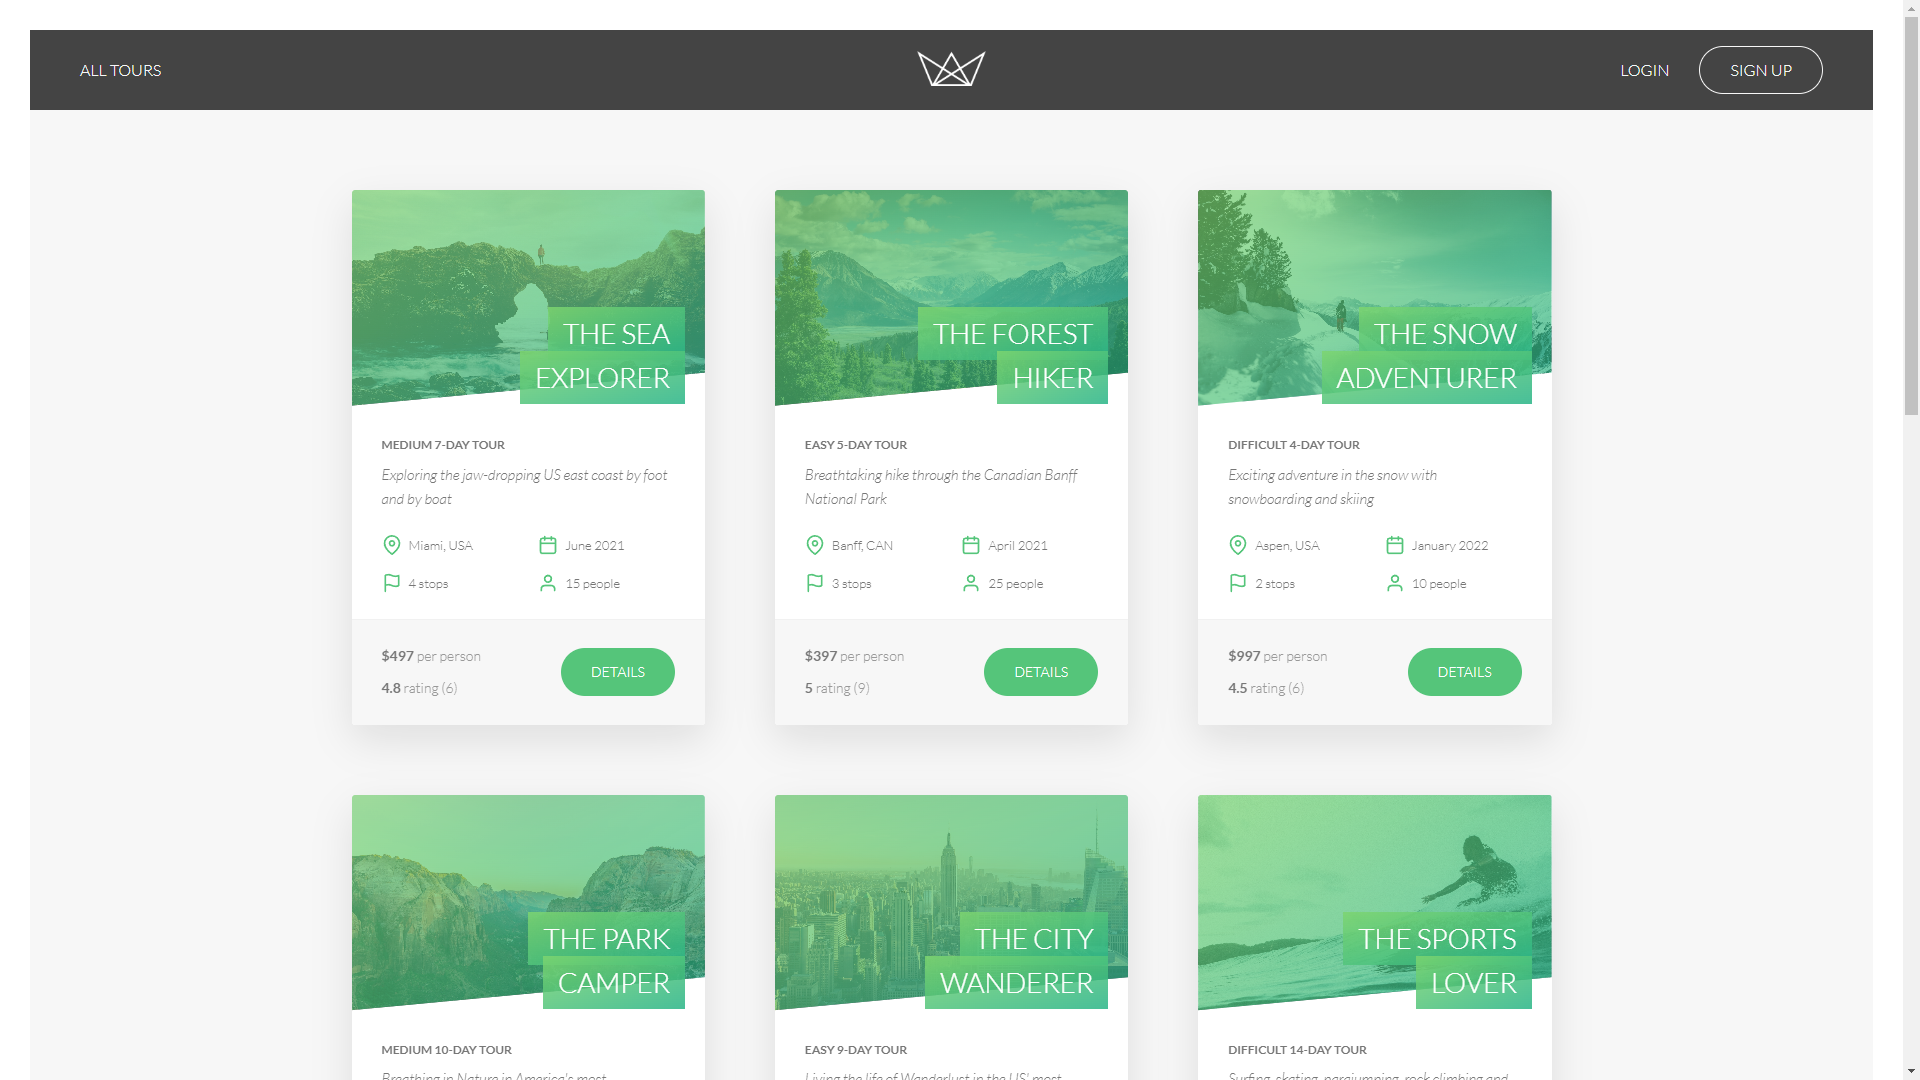 ALL TOURS
LOGIN
SIGN UP
THE SEA
EXPLORER
MEDIUM 7-DAY TOUR
Exploring the jaw-dropping US east coast by foot
and by boat
Miami, USA
June 2021
4 stops
15 people
$497 per person
4.8 rating (6)
DETAILS
THE FOREST
HIKER
EASY 5-DAY TOUR
Breathtaking hike through the Canadian Banff
National Park
Banff, CAN
April 2021
3 stops
25 people
$397 per person
5 rating (9)
DETAILS
THE SNOW
ADVENTURER
DIFFICULT 4-DAY TOUR
Exciting adventure in the snow with
snowboarding and skiing
Aspen, USA
January 2022
2 stops
10 people
$997 per person
4.5 rating (6)
DETAILS
THE PARK
CAMPER
MEDIUM 10-DAY TOUR
Breathing in Nature in America's most
THE CITY
WANDERER
EASY 9-DAY TOUR
Living the life of Wanderlust in the US' most
THE SPORTS
LOVER
DIFFICULT 14-DAY TOUR
Surfing, skating, parajumping, rock climbing and